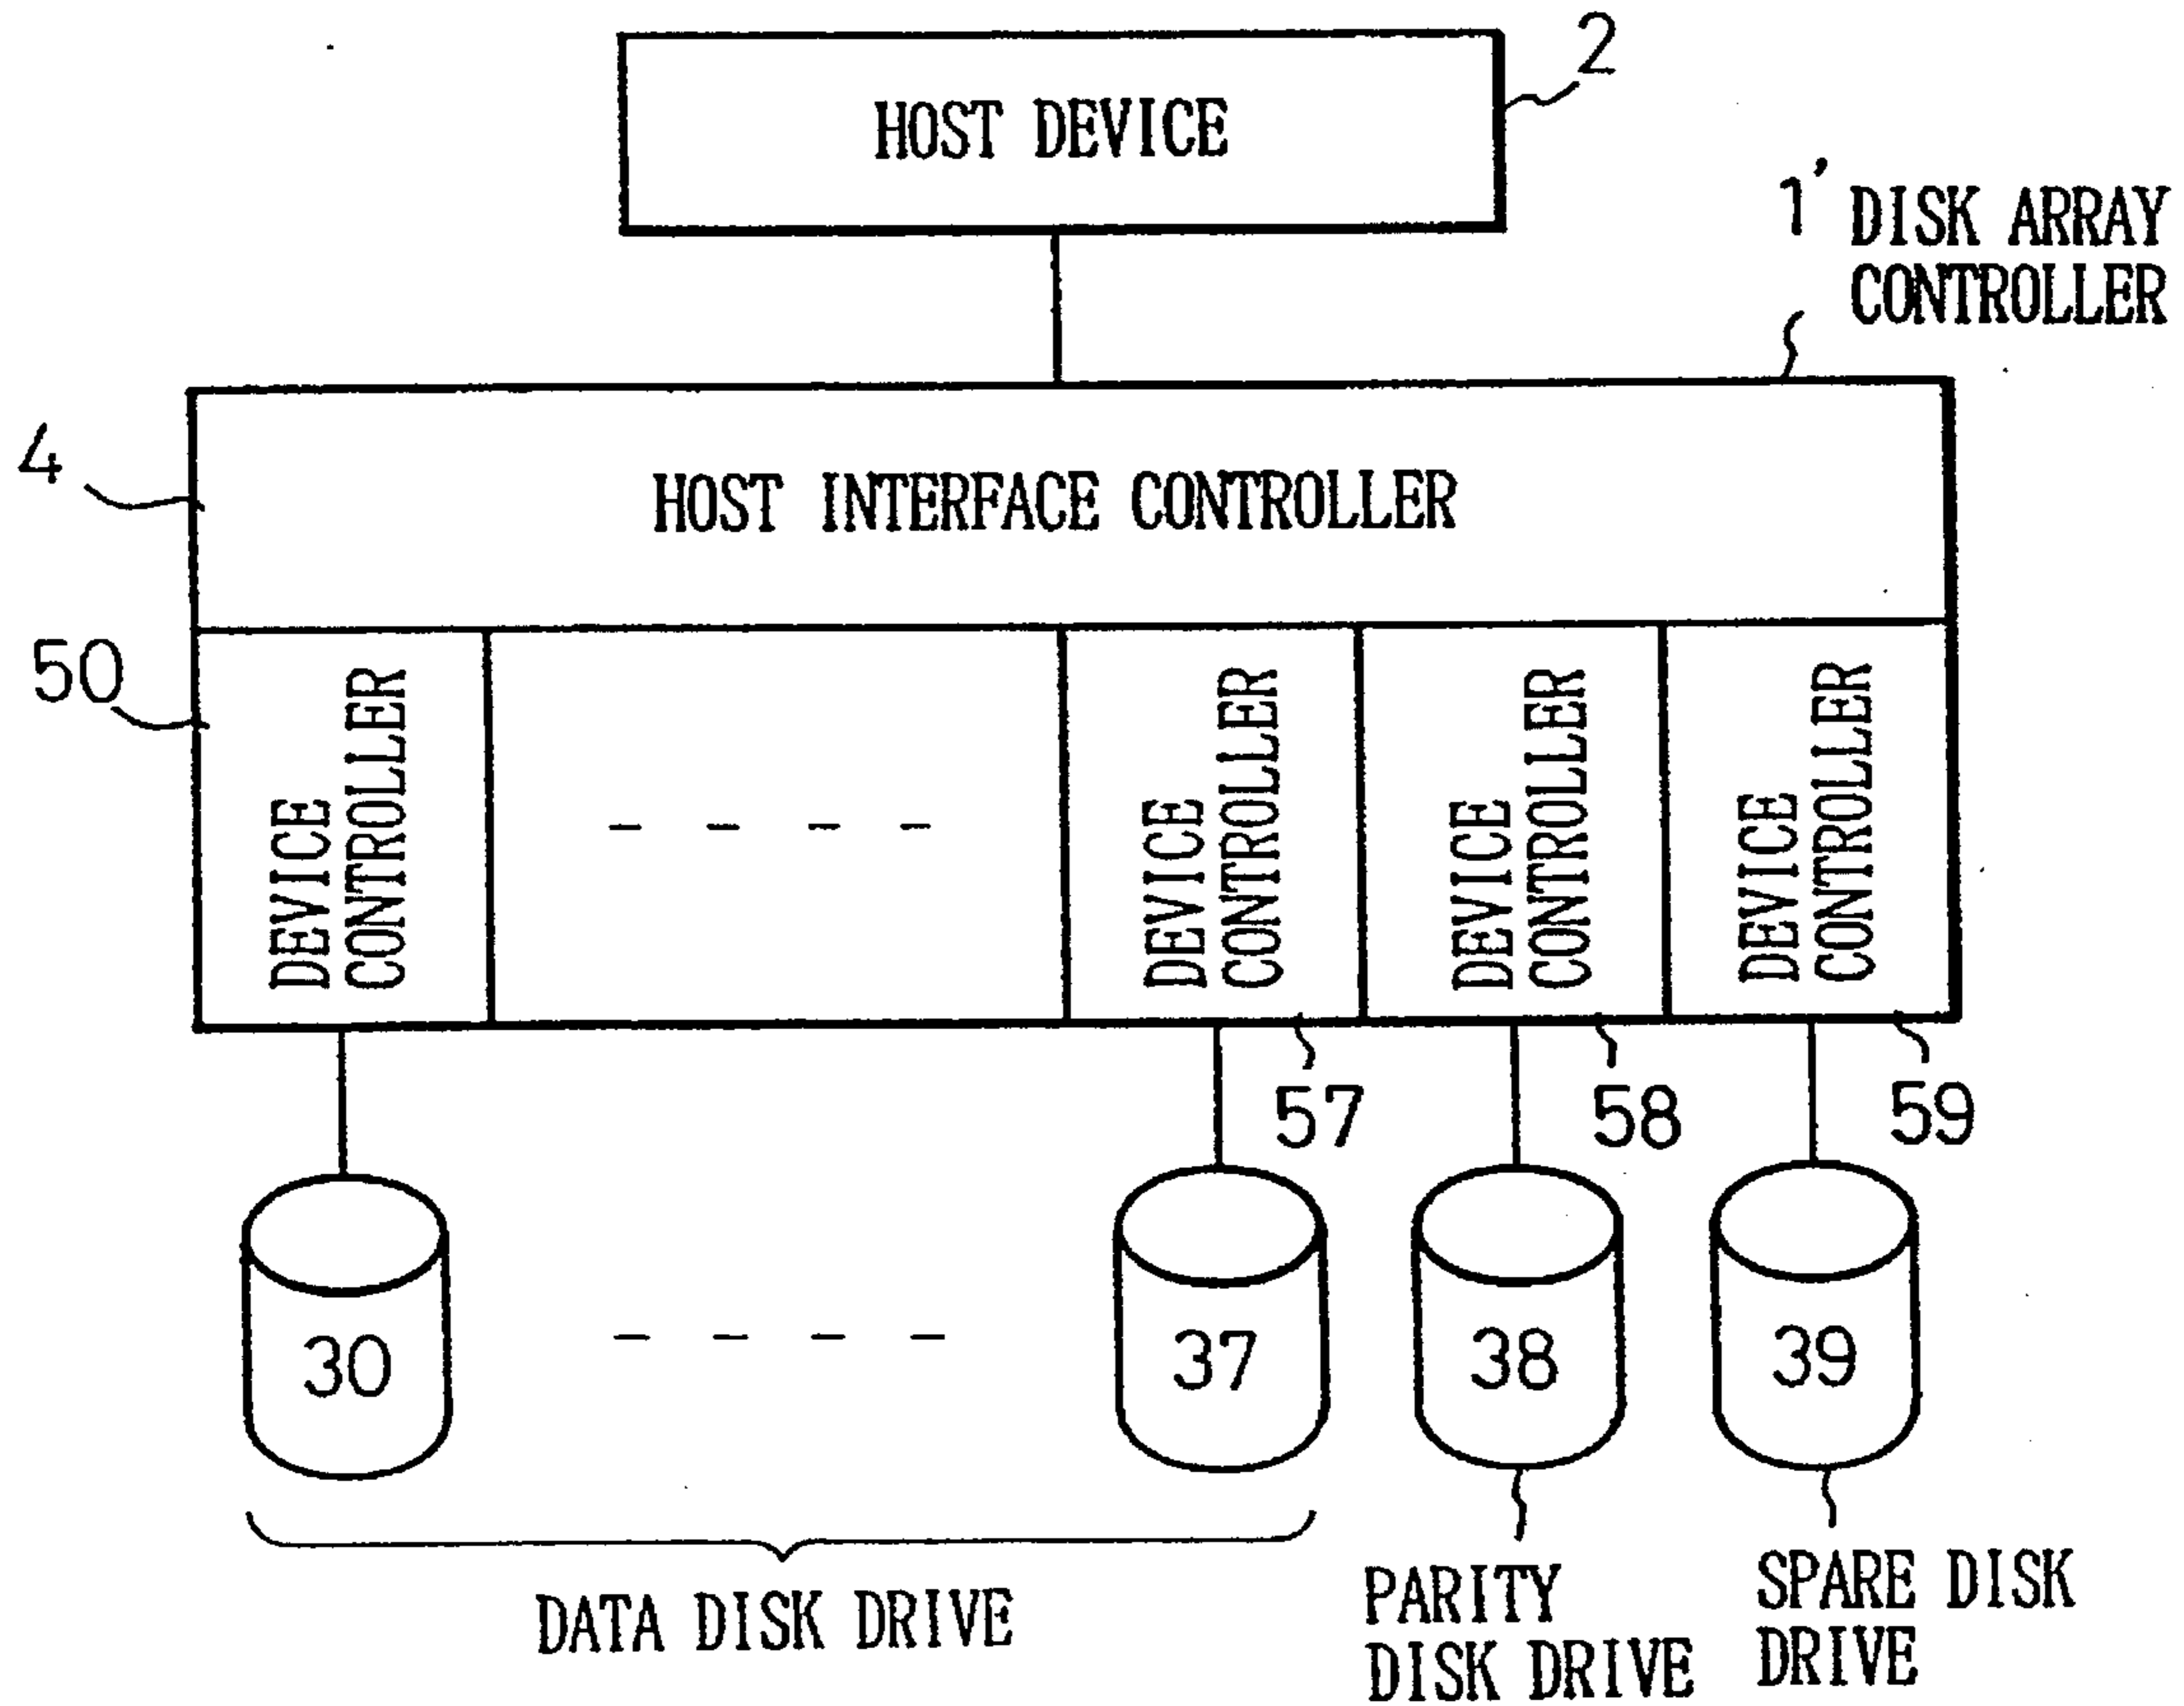 2
HOST DEVICE
1' DISK ARRAY
CONTROLLER
4
HOST INTERFACE CONTROLLER
50
DEVICE
CONTROLLER
- - - -
DEVICE
CONTROLLER
DEVICE
CONTROLLER
DEVICE
CONTROLLER
57
58
59
30
- - - -
37
38
39
DATA DISK DRIVE
PARITY
DISK DRIVE
SPARE DISK
DRIVE